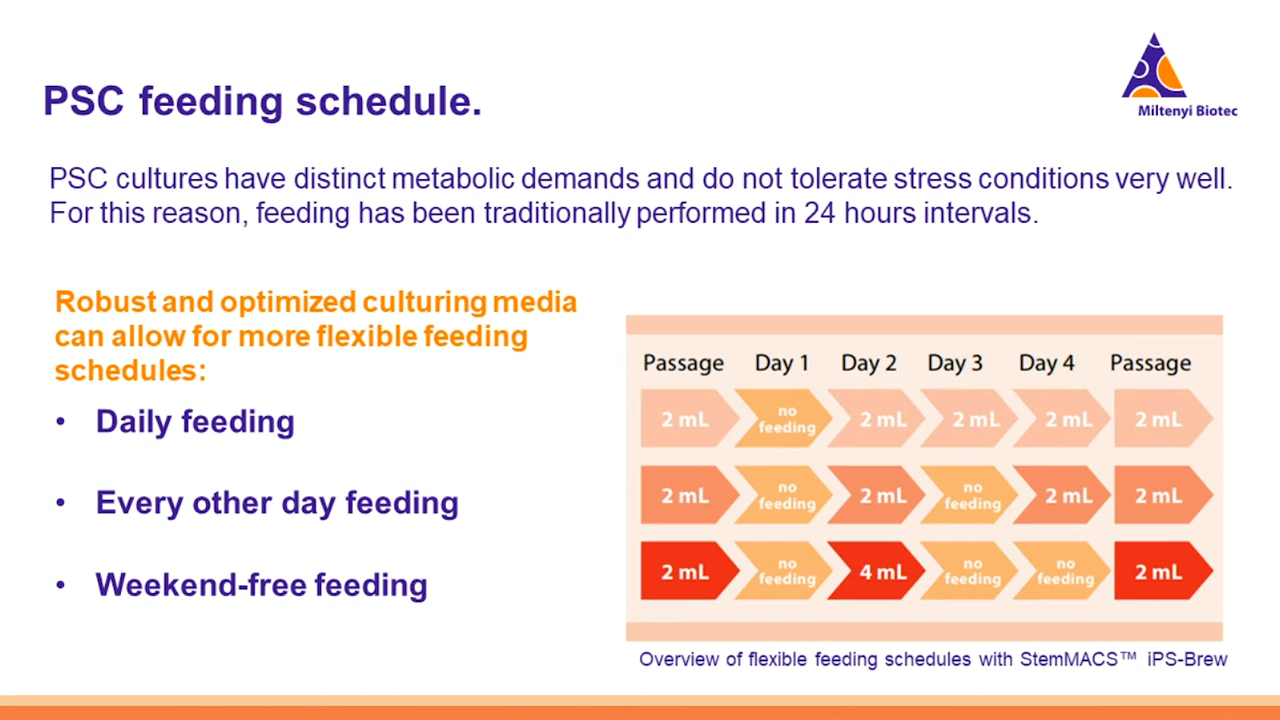 Miltenyi Biotec
PSC feeding schedule.
PSC cultures have distinct metabolic demands and do not tolerate stress conditions very well.
For this reason, feeding has been traditionally performed in 24 hours intervals.
Robust and optimized culturing media
can allow for more flexible feeding
schedules:
• Daily feeding
• Every other day feeding
• Weekend-free feeding
Passage Day 1 Day 2 Day 3 Day 4 Passage
2 mL no feeding 2 mL 2 mL 2 mL 2 mL
2 mL no feeding 2 mL no feeding 2 mL 2 mL
2 mL no feeding 4 mL no feeding no feeding 2 mL
Overview of flexible feeding schedules with StemMACS™ iPS-Brew